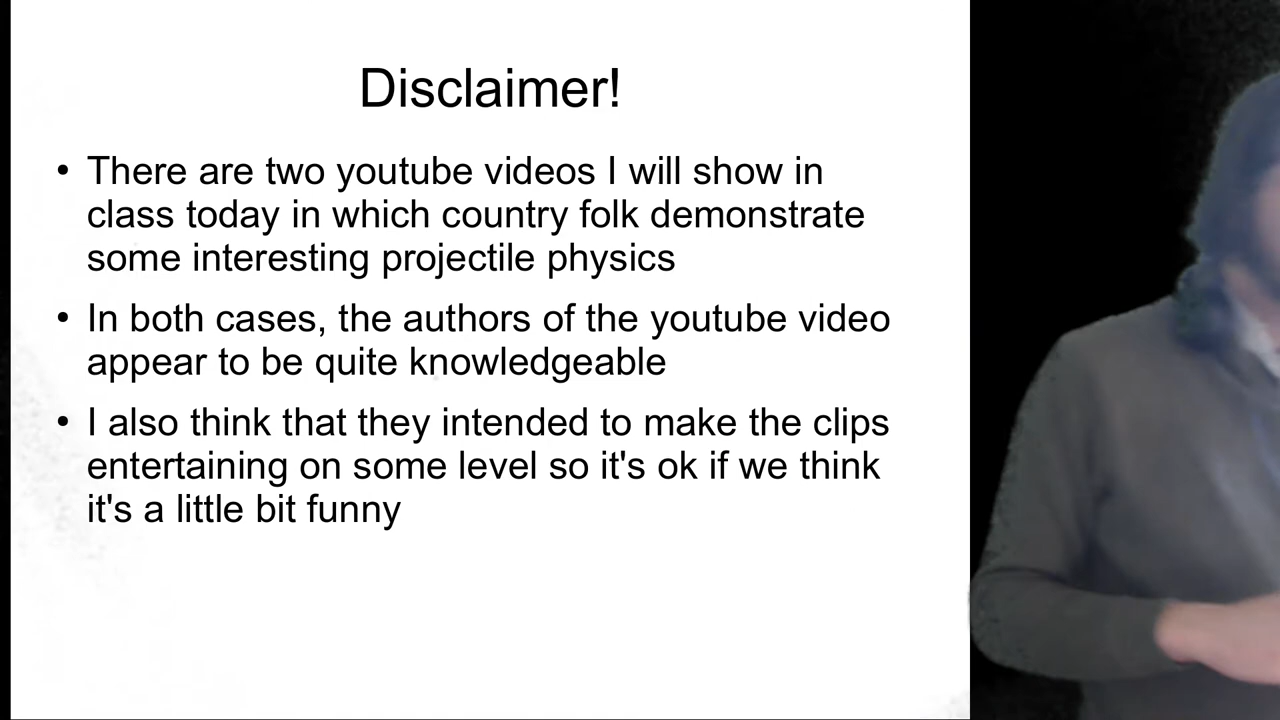 Disclaimer!
• There are two youtube videos I will show in
class today in which country folk demonstrate
some interesting projectile physics
• In both cases, the authors of the youtube video
appear to be quite knowledgeable
• I also think that they intended to make the clips
entertaining on some level so it's ok if we think
it's a little bit funny